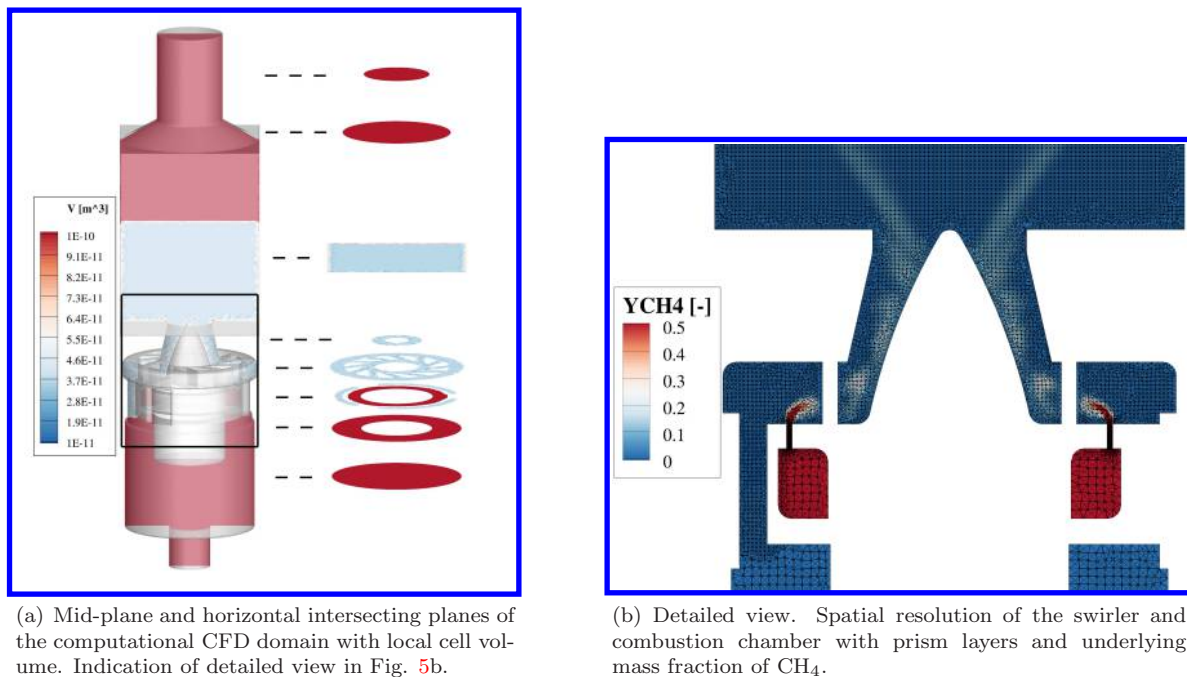 V [m^3]
1E-10
9.1E-11
8.2E-11
7.3E-11
6.4E-11
5.5E-11
4.6E-11
3.7E-11
2.8E-11
1.9E-11
1E-11
(a) Mid-plane and horizontal intersecting planes of
the computational CFD domain with local cell vol-
ume. Indication of detailed view in Fig. 5b.
YCH4 [-]
0.5
0.4
0.3
0.2
0.1
0
(b) Detailed view. Spatial resolution of the swirler and
combustion chamber with prism layers and underlying
mass fraction of CH₄.